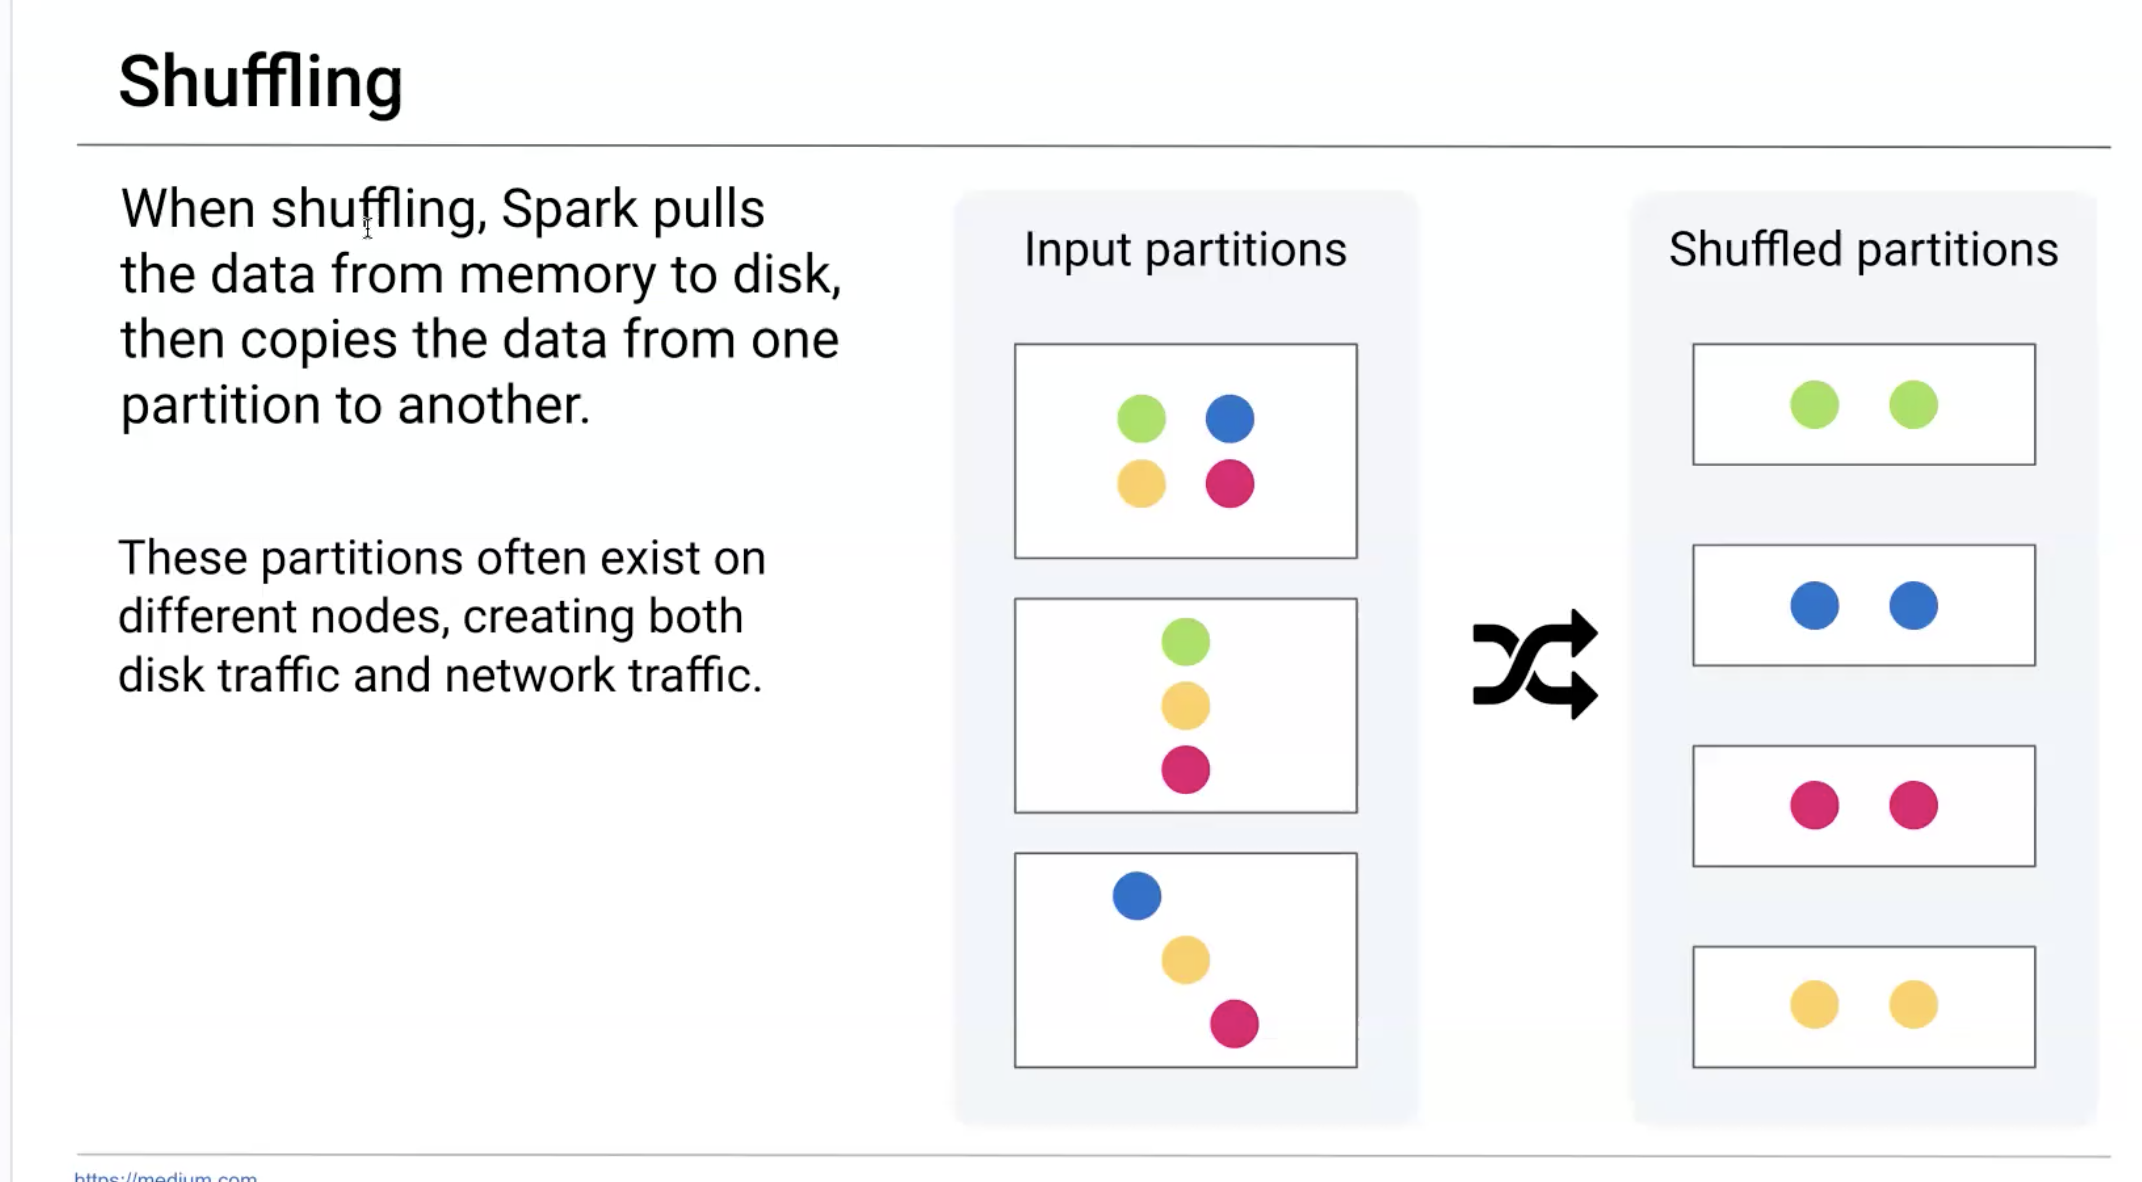 Shuffling
When shuffling, Spark pulls
the data from memory to disk,
then copies the data from one
partition to another.
These partitions often exist on
different nodes, creating both
disk traffic and network traffic.
Input partitions
Shuffled partitions
https://medium.com